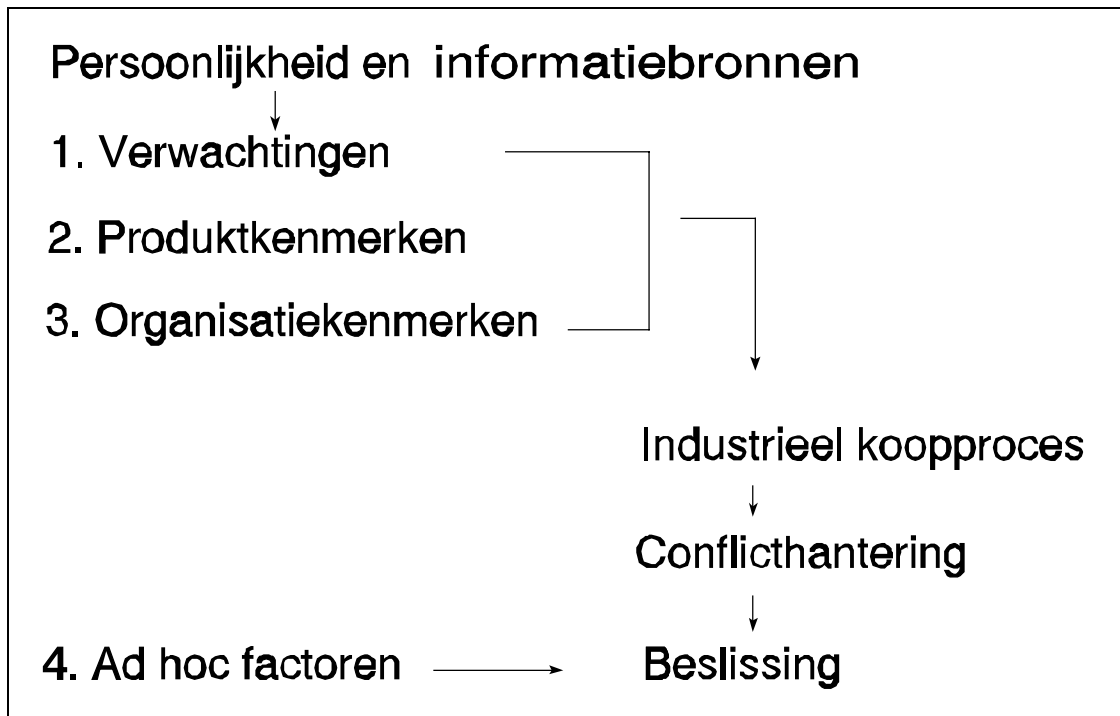 Persoonlijkheid en informatiebronnen
1. Verwachtingen
2. Produktkenmerken
3. Organisatiekenmerken
Industrieel koopproces
Conflicthantering
4. Ad hoc factoren
Beslissing